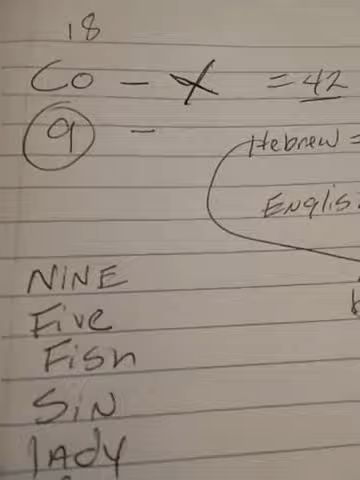 18
Co - X = 42
9 -
Hebrew =
English
NiNE
Five
Fish
SiN
lady